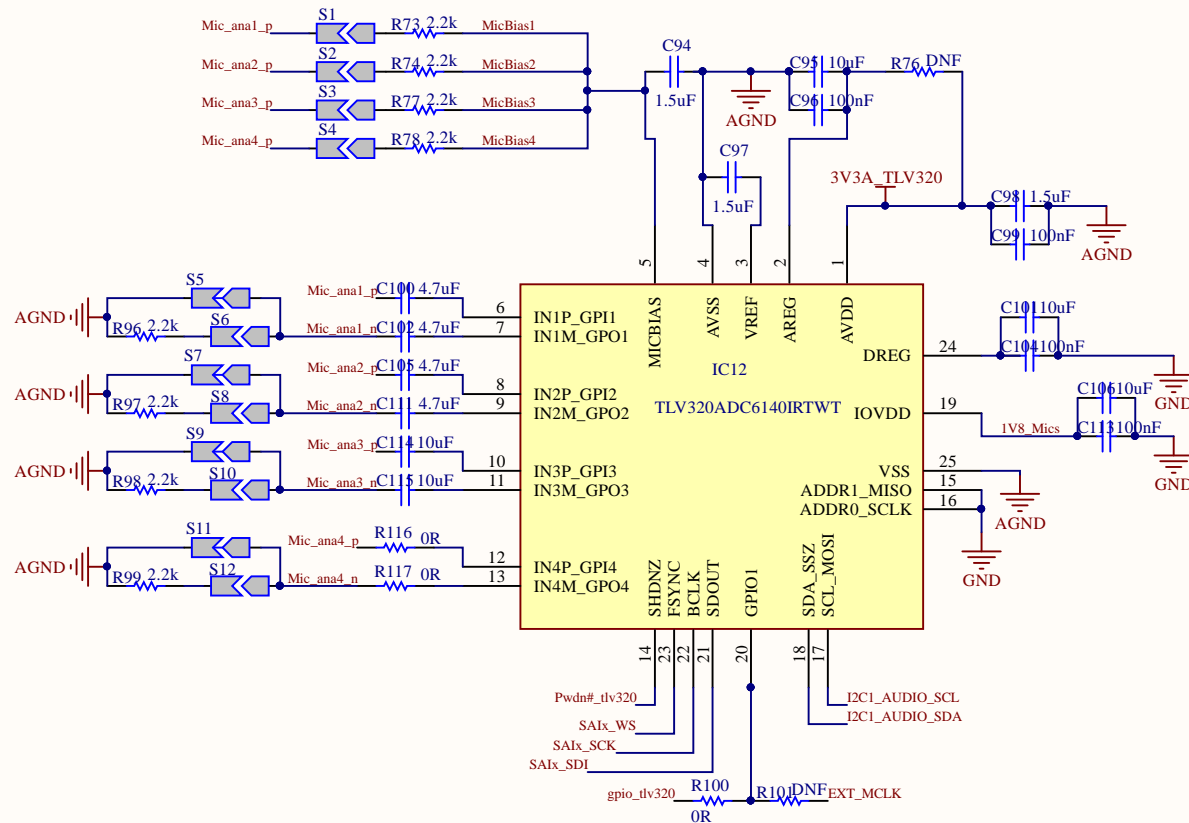 S1
Mic_ana1_p R73 2.2k MicBias1
S2
Mic_ana2_p R74 2.2k MicBias2
S3
Mic_ana3_p R77 2.2k MicBias3
S4
Mic_ana4_p R78 2.2k MicBias4
C94
1.5uF
AGND
C95 10uF
C96 100nF
R76 DNF
C97
1.5uF
3V3A_TLV320
C98 1.5uF
C99 100nF
AGND
5 4 3 2 1
MICBIAS AVSS VREF AREG AVDD
IC12
TLV320ADC6140IRTWT
S5
Mic_ana1_p C100 4.7uF
AGND
R96 2.2k S6 Mic_ana1_n C102 4.7uF
6 IN1P_GPI1
7 IN1M_GPO1
S7
Mic_ana2_p C105 4.7uF
AGND
R97 2.2k S8 Mic_ana2_n C111 4.7uF
8 IN2P_GPI2
9 IN2M_GPO2
S9
Mic_ana3_p C114 10uF
AGND
R98 2.2k S10 Mic_ana3_n C115 10uF
10 IN3P_GPI3
11 IN3M_GPO3
S11
Mic_ana4_p R116 0R
AGND
R99 2.2k S12 Mic_ana4_n R117 0R
12 IN4P_GPI4
13 IN4M_GPO4
DREG 24
C101 10uF
C104 100nF
GND
IOVDD 19
1V8_Mics
C106 10uF
C113 100nF
GND
VSS 25
ADDR1_MISO 15
ADDR0_SCLK 16
AGND
GND
SHDNZ FSYNC BCLK SDOUT GPIO1 SDA_SSZ SCL_MOSI
14 23 22 21 20 18 17
Pwdn#_tlv320
SAIx_WS
SAIx_SCK
SAIx_SDI
I2C1_AUDIO_SCL
I2C1_AUDIO_SDA
gpio_tlv320 R100 R101 DNF EXT_MCLK
0R